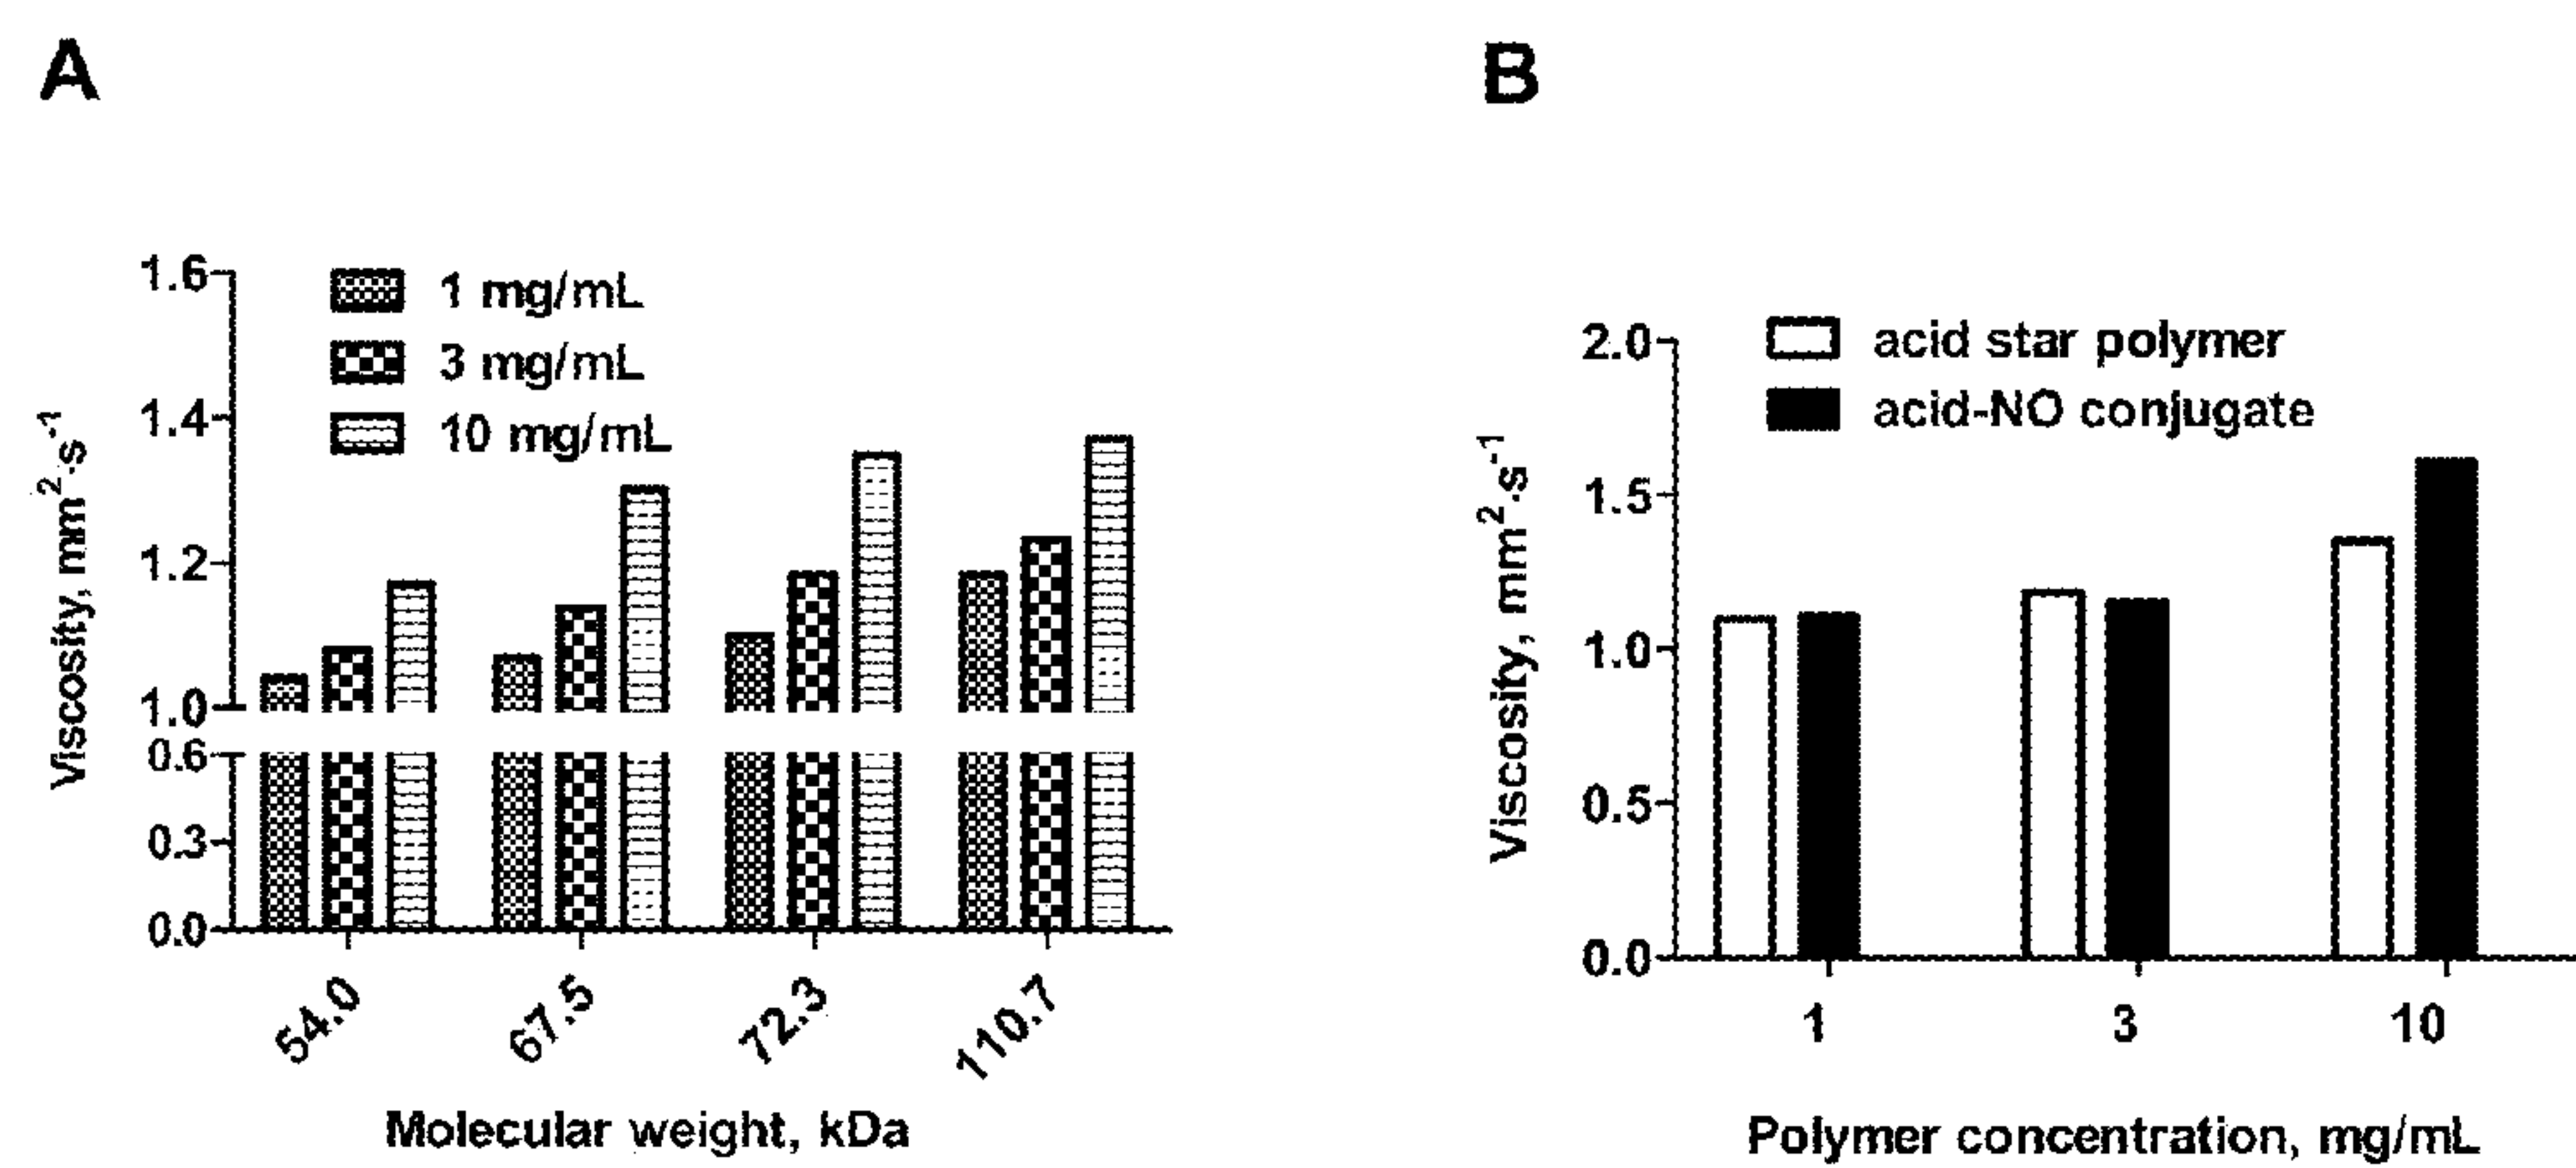 A
1.6
1.4
1.2
1.0
0.6
0.3
0.0
Viscosity, mm²·s⁻¹
1 mg/mL
3 mg/mL
10 mg/mL
54.0
67.5
72.3
110.7
Molecular weight, kDa
B
2.0
1.5
1.0
0.5
0.0
Viscosity, mm²·s⁻¹
acid star polymer
acid-NO conjugate
1
3
10
Polymer concentration, mg/mL